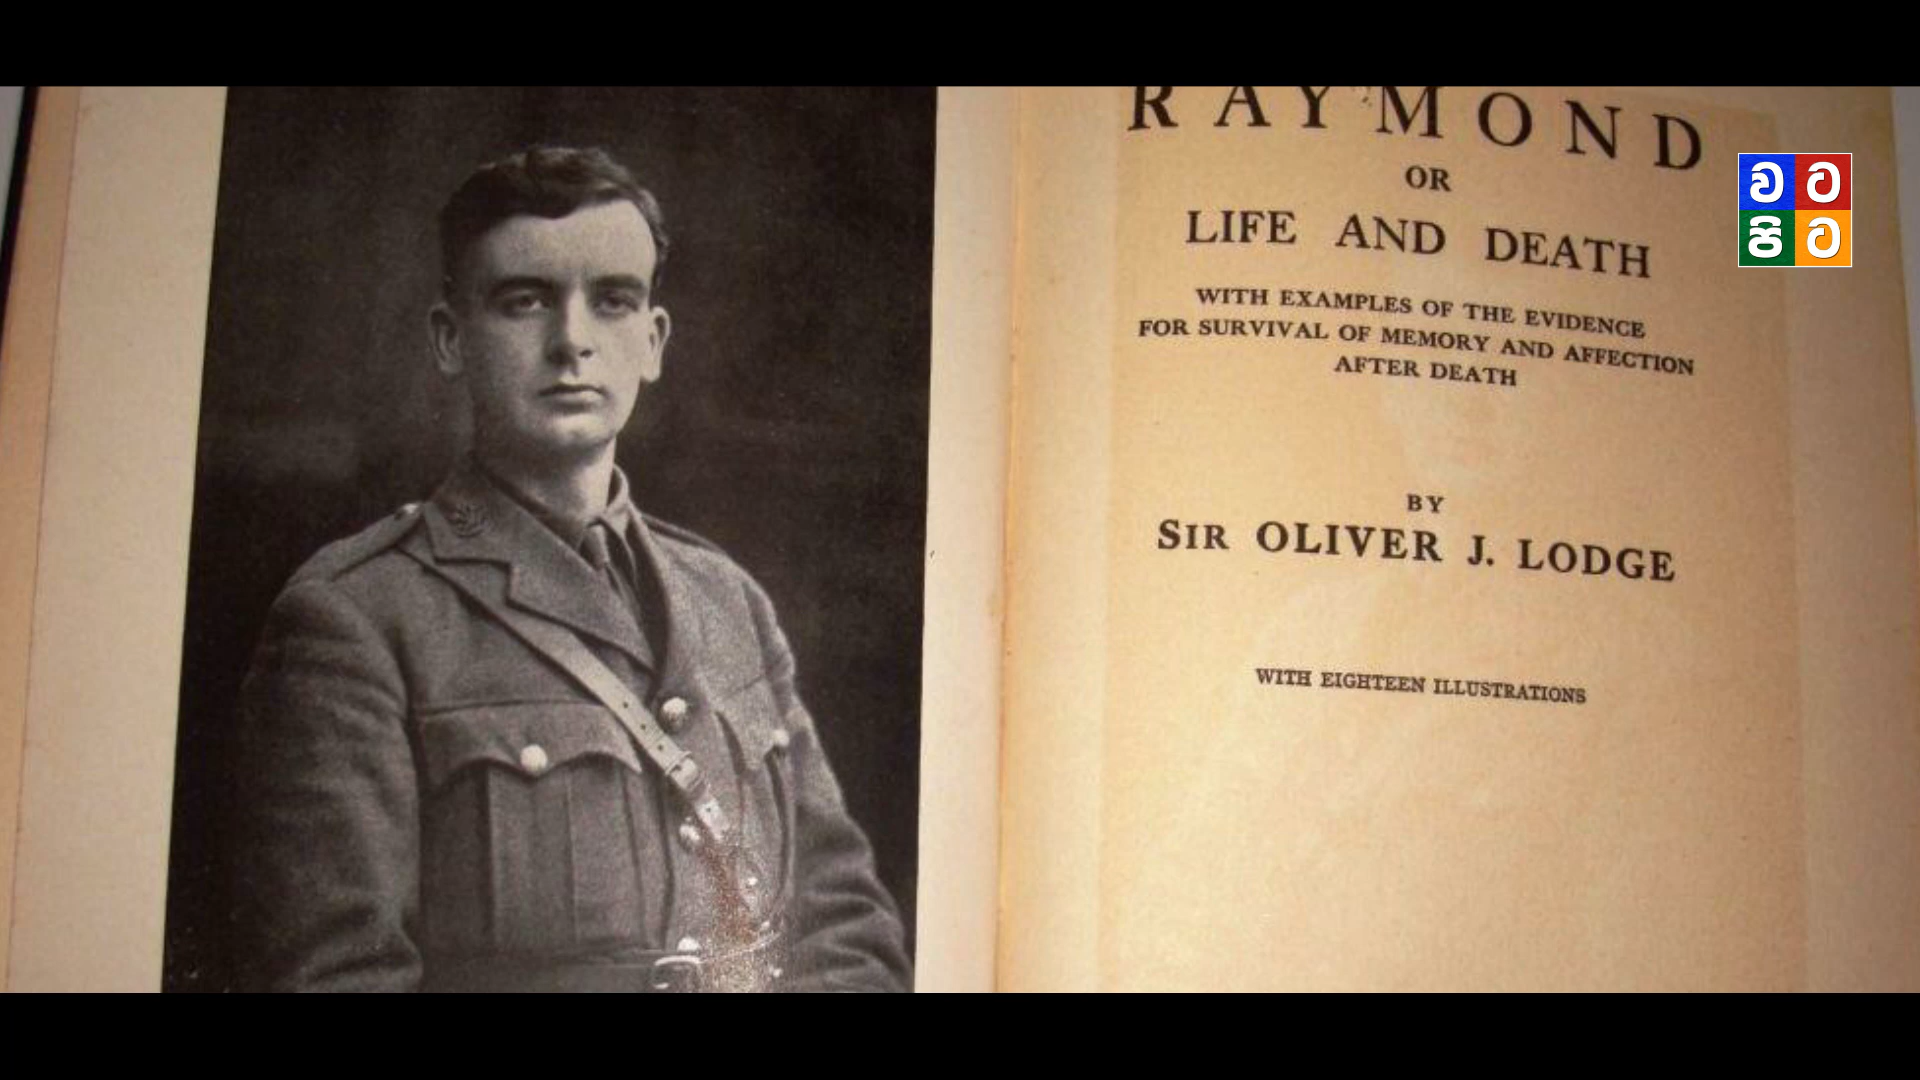 RAYMOND
OR
LIFE AND DEATH
WITH EXAMPLES OF THE EVIDENCE
FOR SURVIVAL OF MEMORY AND AFFECTION
AFTER DEATH
BY
SIR OLIVER J. LODGE
WITH EIGHTEEN ILLUSTRATIONS